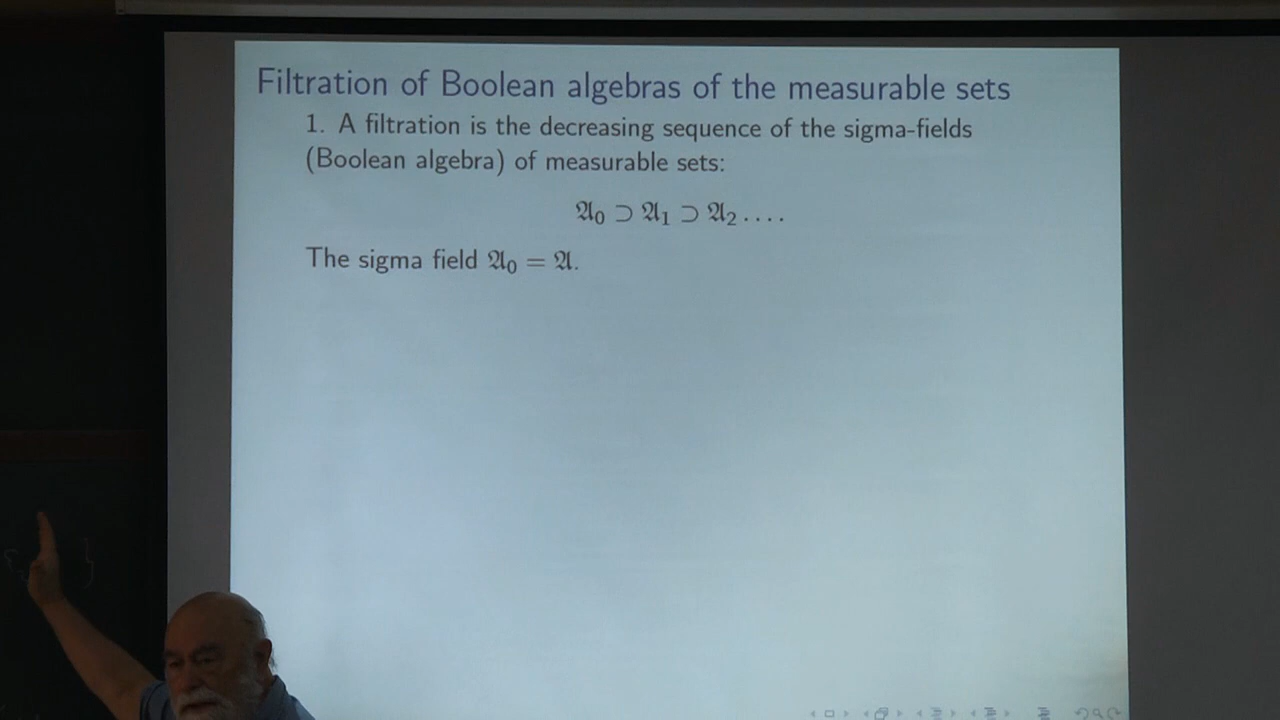 Filtration of Boolean algebras of the measurable sets
1. A filtration is the decreasing sequence of the sigma-fields
(Boolean algebra) of measurable sets:
𝔄₀ ⊃ 𝔄₁ ⊃ 𝔄₂ . . . .
The sigma field 𝔄₀ = 𝔄.